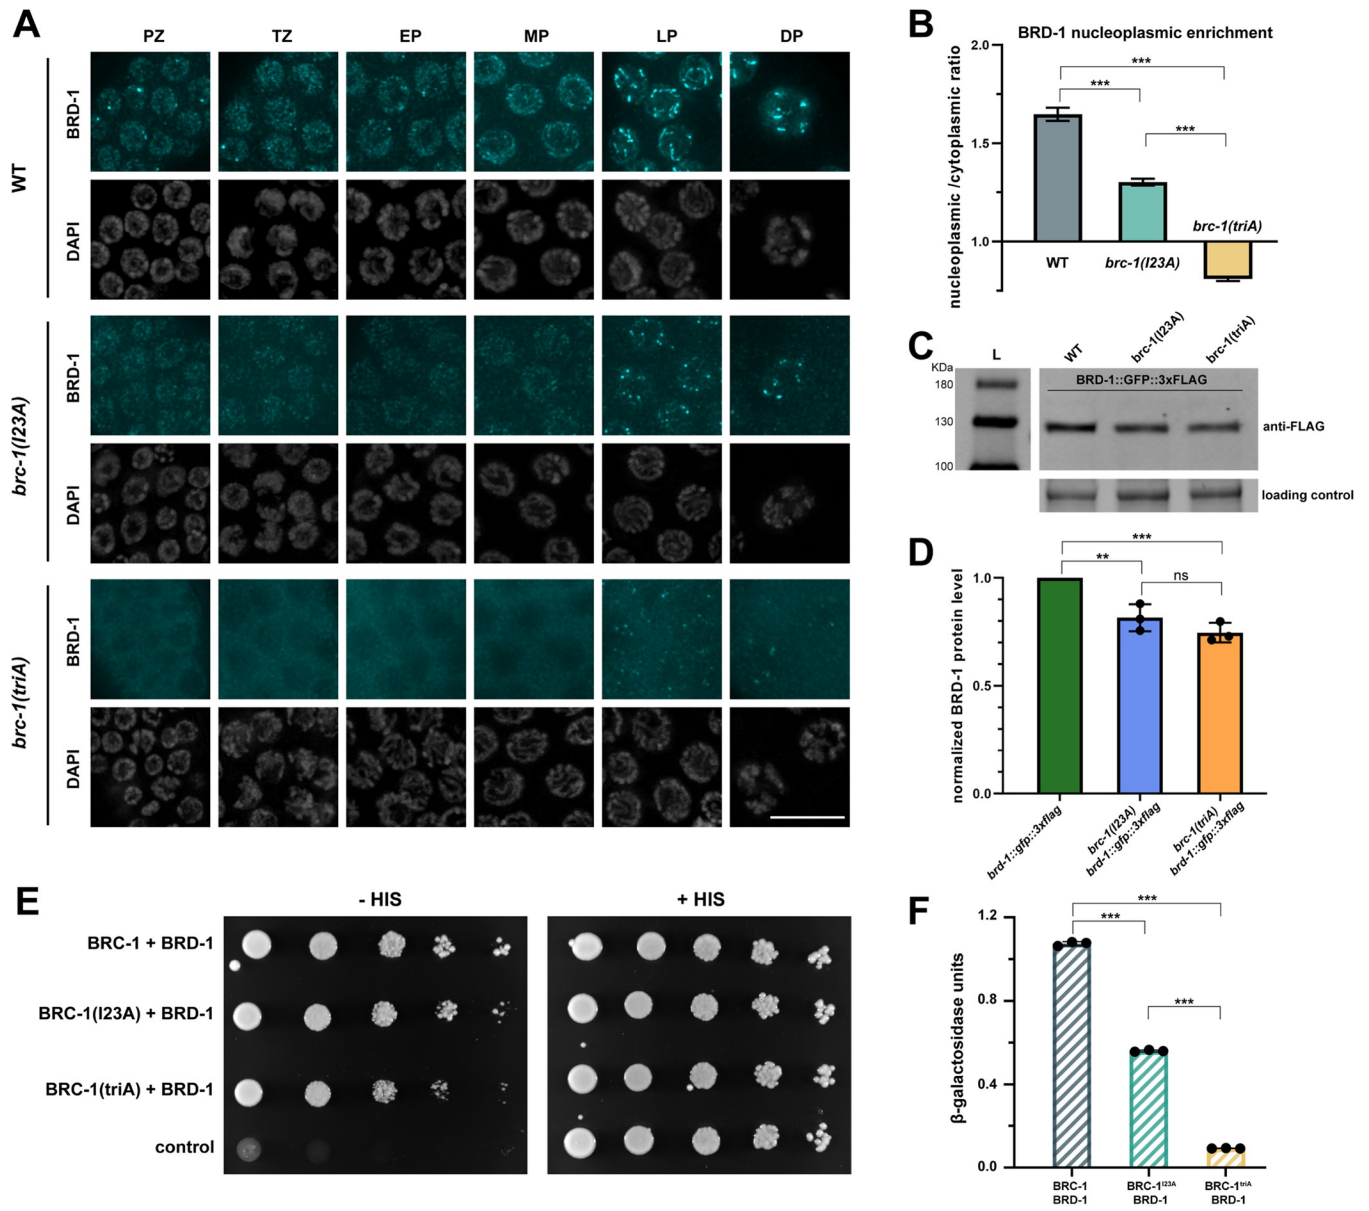 A
PZ TZ EP MP LP DP
WT
BRD-1
DAPI
brc-1(I23A)
BRD-1
DAPI
brc-1(triA)
BRD-1
DAPI
B
BRD-1 nucleoplasmic enrichment
nucleoplasmic /cytoplasmic ratio
2.0
1.5
1.0
***
***
***
WT
brc-1(I23A)
brc-1(triA)
C
L WT brc-1(I23A) brc-1(triA)
KDa
180
130
100
BRD-1::GFP::3xFLAG
anti-FLAG
loading control
D
normalized BRD-1 protein level
1.0
0.5
0.0
***
**
ns
brd-1::gfp::3xflag
brc-1(I23A)
brd-1::gfp::3xflag
brc-1(triA)
brd-1::gfp::3xflag
E
- HIS + HIS
BRC-1 + BRD-1
BRC-1(I23A) + BRD-1
BRC-1(triA) + BRD-1
control
F
β-galactosidase units
1.2
0.8
0.4
0.0
***
***
***
BRC-1
BRD-1
BRC-1I23A
BRD-1
BRC-1triA
BRD-1